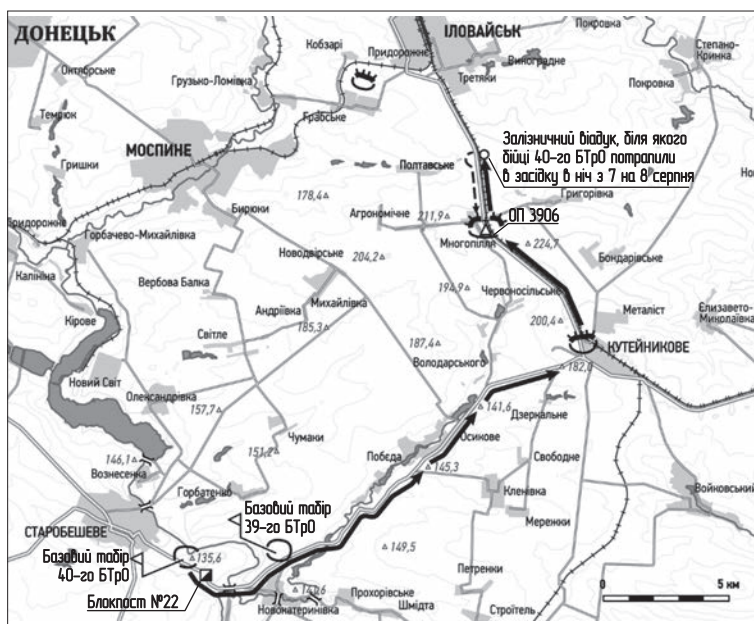 ДОНЕЦЬК
ІЛОВАЙСЬК
Покровка
Кобзарі
Придорожнє
Степано-
Кринка
Октябрське
Грузько-Ломівка
Третяки
Виноградне
Покровка
Темрюк
Грабське
Гришки
МОСПИНЕ
Полтавське
Залізничний віадук, біля якого
бійці 40-го БТрО потрапили
в засідку в ніч з 7 на 8 серпня
Бирюки
178,4
Агрономічне
211,9
Григорівка
ОП 3906
Придорожнє
Горбачево-Михайлівка
Многопілля
224,7
Новодвірське
204,2
Бондарівське
Калініна
Вербова Балка
Михайлівка
194,9
Червоносільське
Андріївка
Кірове
Світле
185,3
200,4
Металіст
Єлизавето-
Миколаївка
187,4
КУТЕЙНИКОВЕ
Володарського
182,0
Новий Світ
Олександрівка
157,7
141,6
Дзеркальне
Чумаки
Осикове
146,1
151,2
Побєда
Вознесенка
145,3
Свободне
Горбатенко
Базовий табір
39-го БТрО
Кленівка
Войковський
СТАРОБЕШЕВЕ
Мережки
Базовий табір
40-го БТрО
135,6
149,5
Петренки
Блокпост №22
Прохорівське
Новокатеринівка
Шмідта
Строїтель
0
5 км